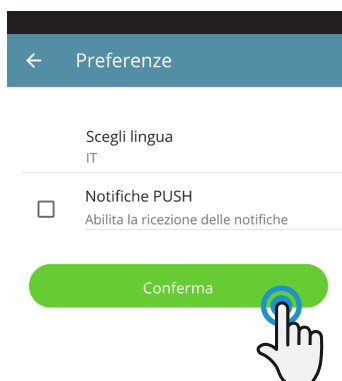 Preferenze
Scegli lingua
IT
Notifiche PUSH
Abilita la ricezione delle notifiche
Conferma